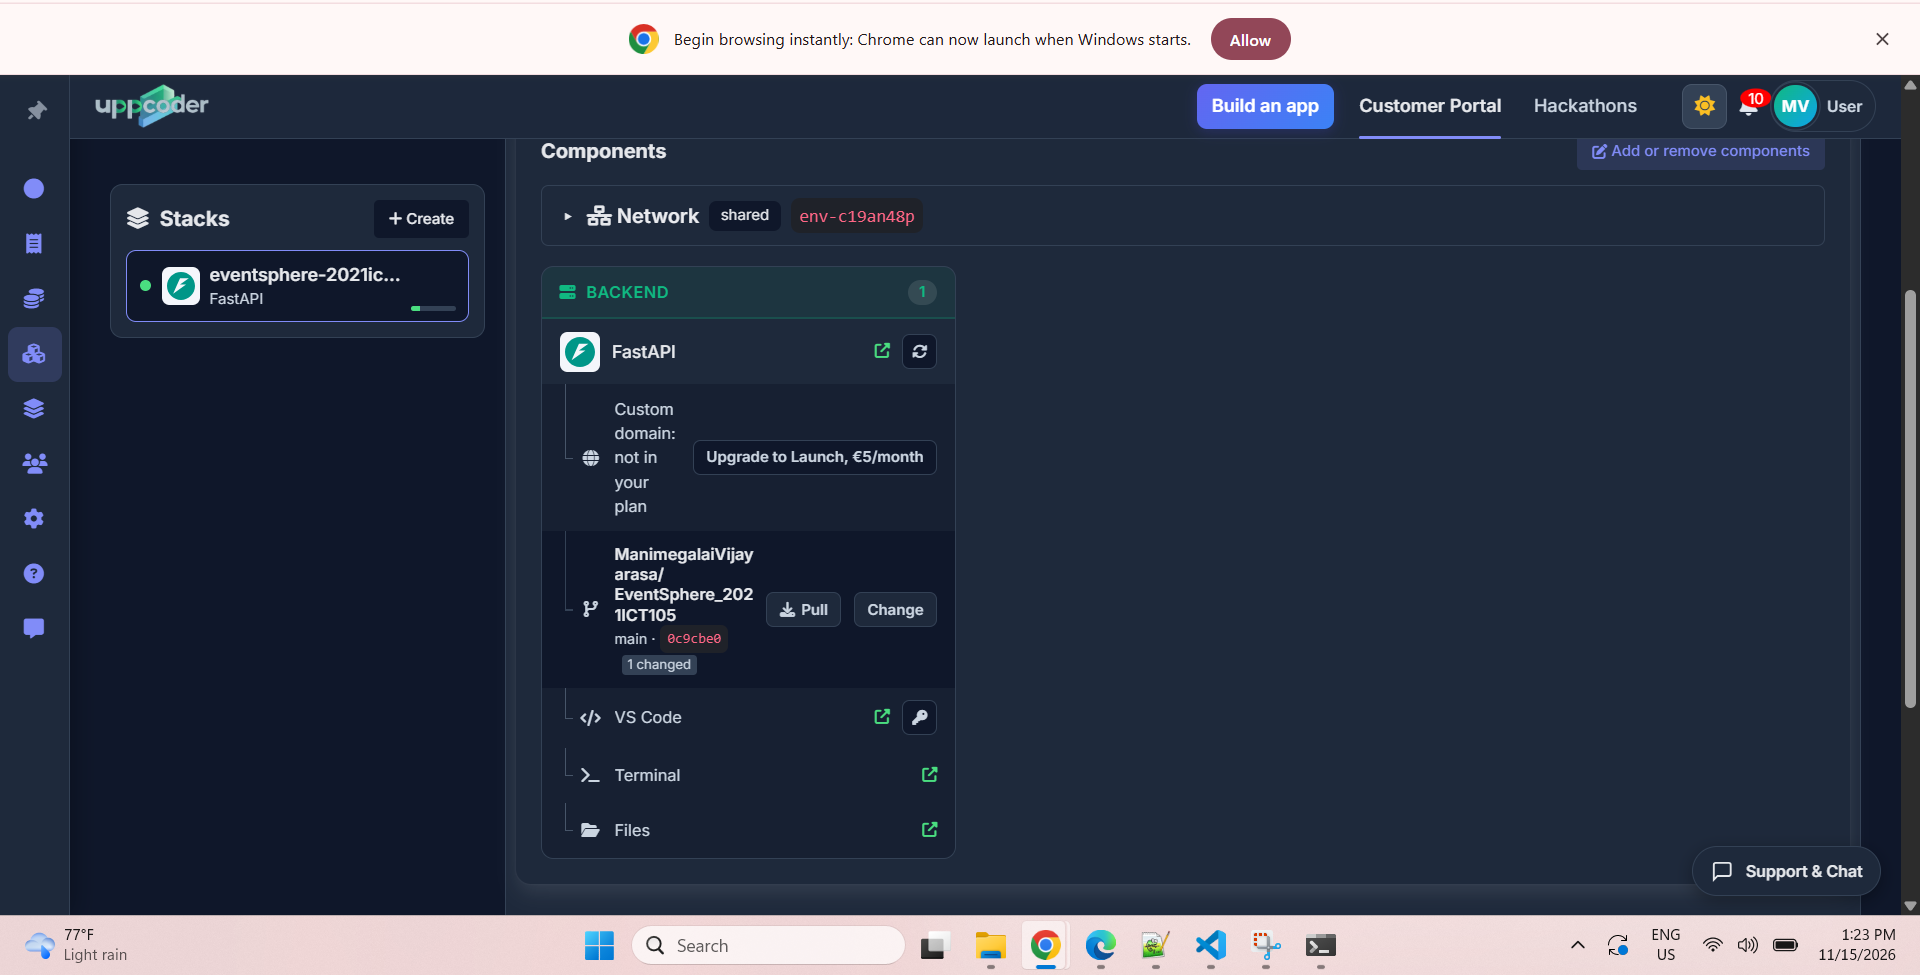 Begin browsing instantly: Chrome can now launch when Windows starts.
Allow
uppcoder
Build an app
Customer Portal
Hackathons
10
MV
User
Stacks
+ Create
eventsphere-2021ic...
FastAPI
Components
Add or remove components
Network
shared
env-c19an48p
BACKEND
1
FastAPI
Custom
domain:
not in
your
plan
Upgrade to Launch, €5/month
ManimegalaiVijay
arasa/
EventSphere_202
1ICT105
main · 0c9cbe0
1 changed
Pull
Change
VS Code
Terminal
Files
Support & Chat
77°F
Light rain
Search
ENG
US
1:23 PM
11/15/2026